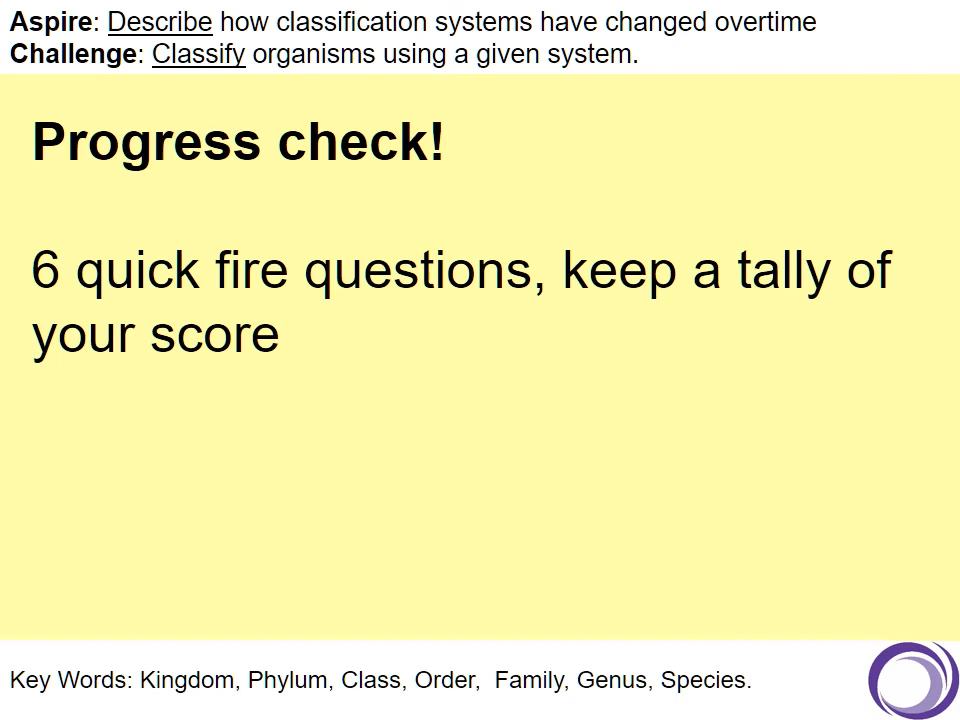 Aspire: Describe how classification systems have changed overtime
Challenge: Classify organisms using a given system.
Progress check!
6 quick fire questions, keep a tally of
your score
Key Words: Kingdom, Phylum, Class, Order,  Family, Genus, Species.